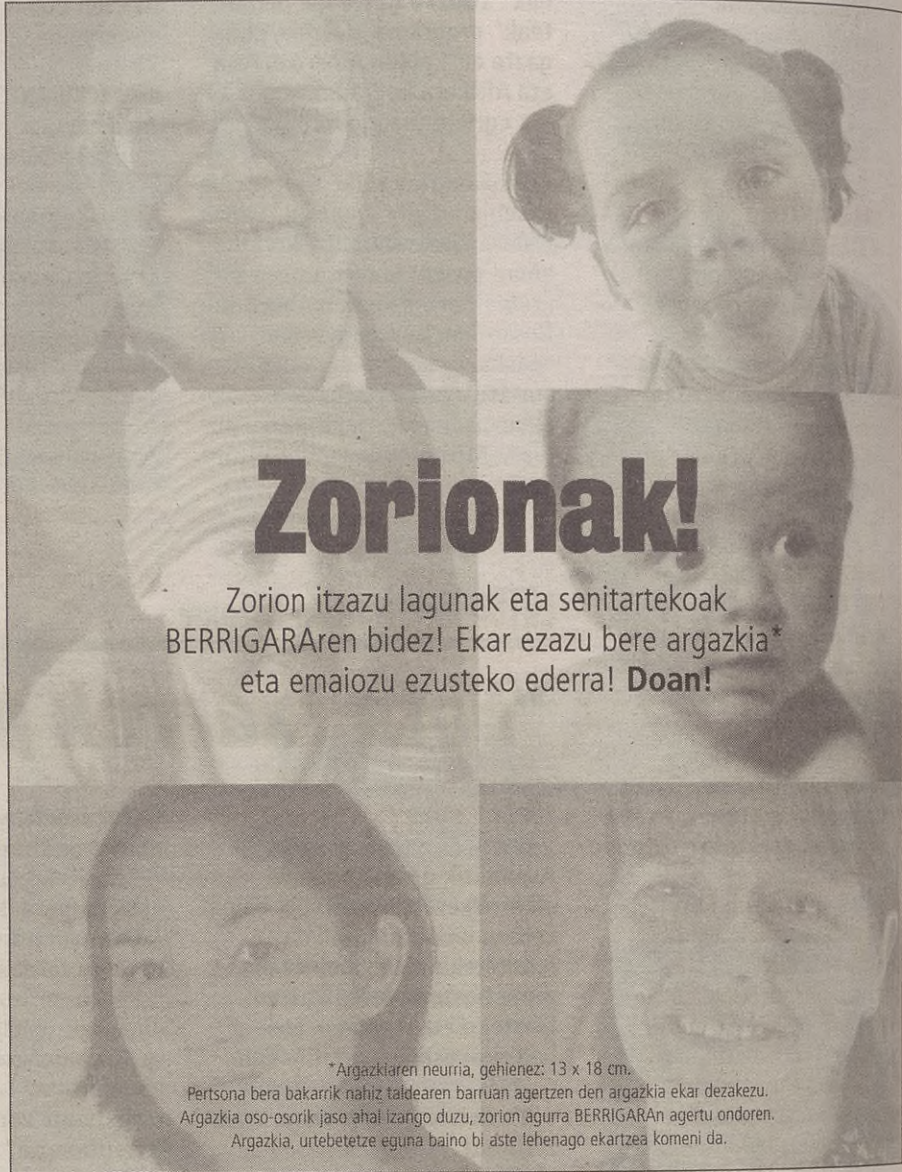 Zorionak!
Zorion itzazu lagunak eta senitartekoak
BERRIGARAren bidez! Ekar ezazu bere argazkia*
eta emaiozu ezusteko ederra! Doan!
*Argazkiaren neurria, gehienez: 13 x 18 cm.
Pertsona bera bakarrik nahiz taldearen barruan agertzen den argazkia ekar dezakezu.
Argazkia oso-osorik jaso ahal izango duzu, zorion agurra BERRIGARAn agertu ondoren.
Argazkia, urtebetetze eguna baino bi aste lehenago ekartzea komeni da.